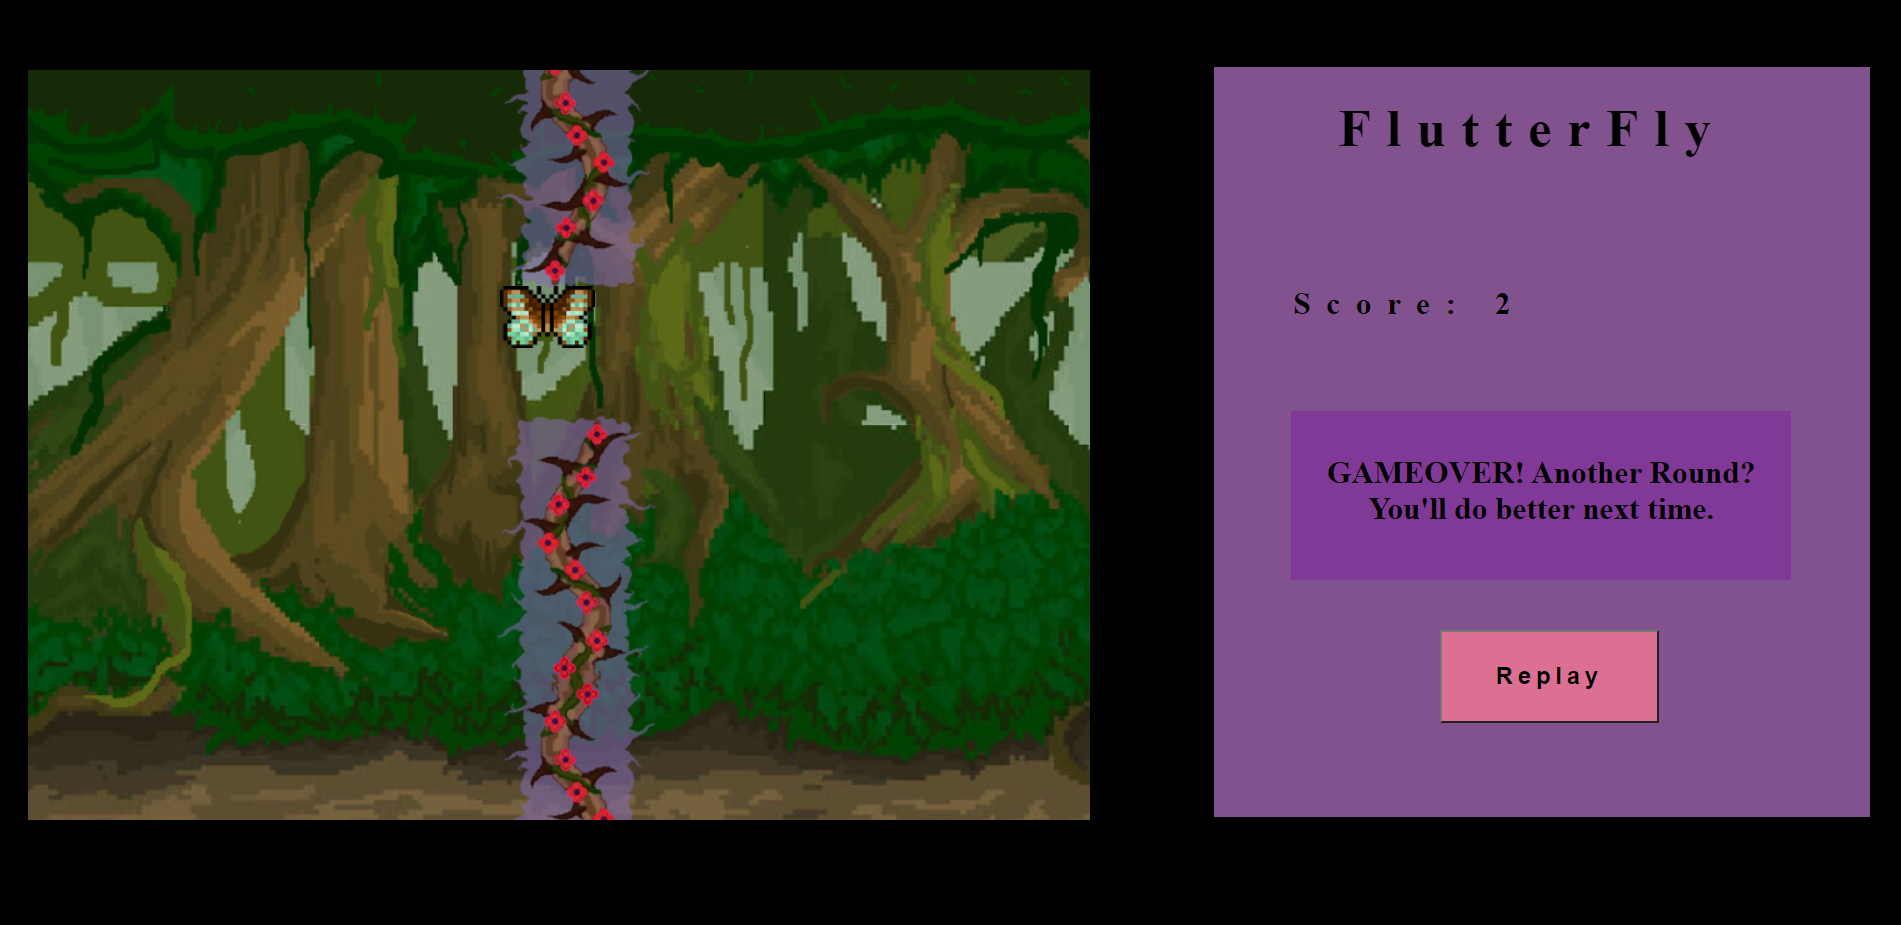 FlutterFly
Score: 2
GAMEOVER! Another Round?
You'll do better next time.
Replay